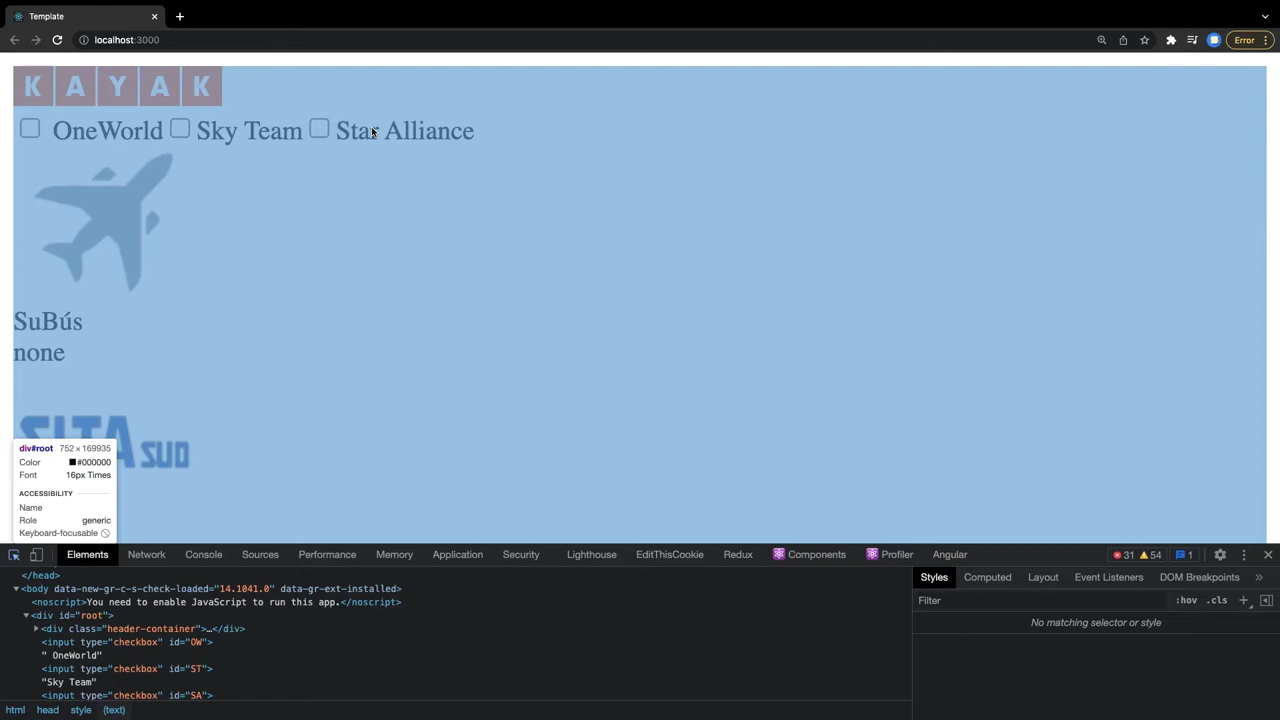 Template
localhost:3000
Error
KAYAK
OneWorld Sky Team Star Alliance
SuBús
none
SITA SUD
div#root 752 × 169935
Color #000000
Font 16px Times
ACCESSIBILITY
Name
Role generic
Keyboard-focusable
Elements Network Console Sources Performance Memory Application Security Lighthouse EditThisCookie Redux Components Profiler Angular 31 54 1
</head>
<body data-new-gr-c-s-check-loaded="14.1041.0" data-gr-ext-installed>
<noscript>You need to enable JavaScript to run this app.</noscript>
<div id="root">
<div class="header-container">…</div>
<input type="checkbox" id="OW">
" OneWorld"
<input type="checkbox" id="ST">
"Sky Team"
<input type="checkbox" id="SA">
html head style (text)
Styles Computed Layout Event Listeners DOM Breakpoints »
Filter :hov .cls +
No matching selector or style